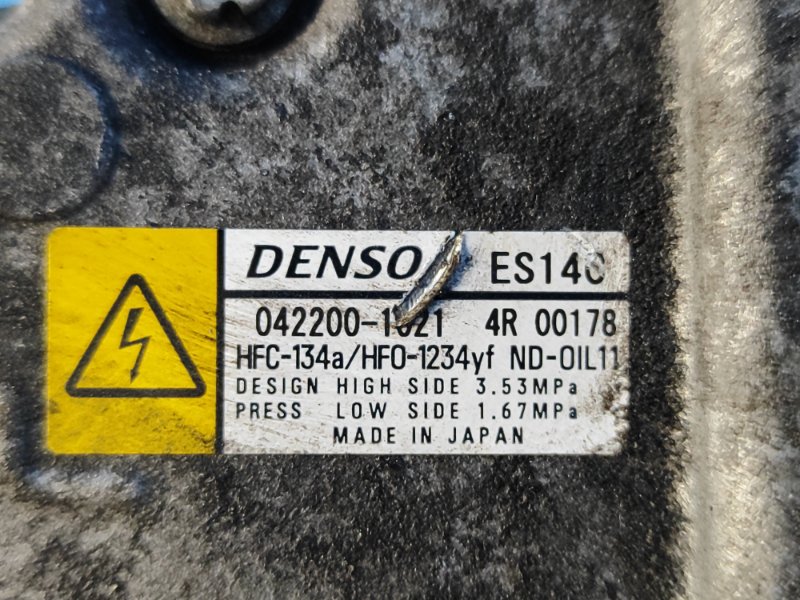 DENSO ES14C
4R 00178
HFC-134a/HFO-1234yf ND-OIL11
DESIGN HIGH SIDE 3.53MPa
PRESS LOW SIDE 1.67MPa
MADE IN JAPAN